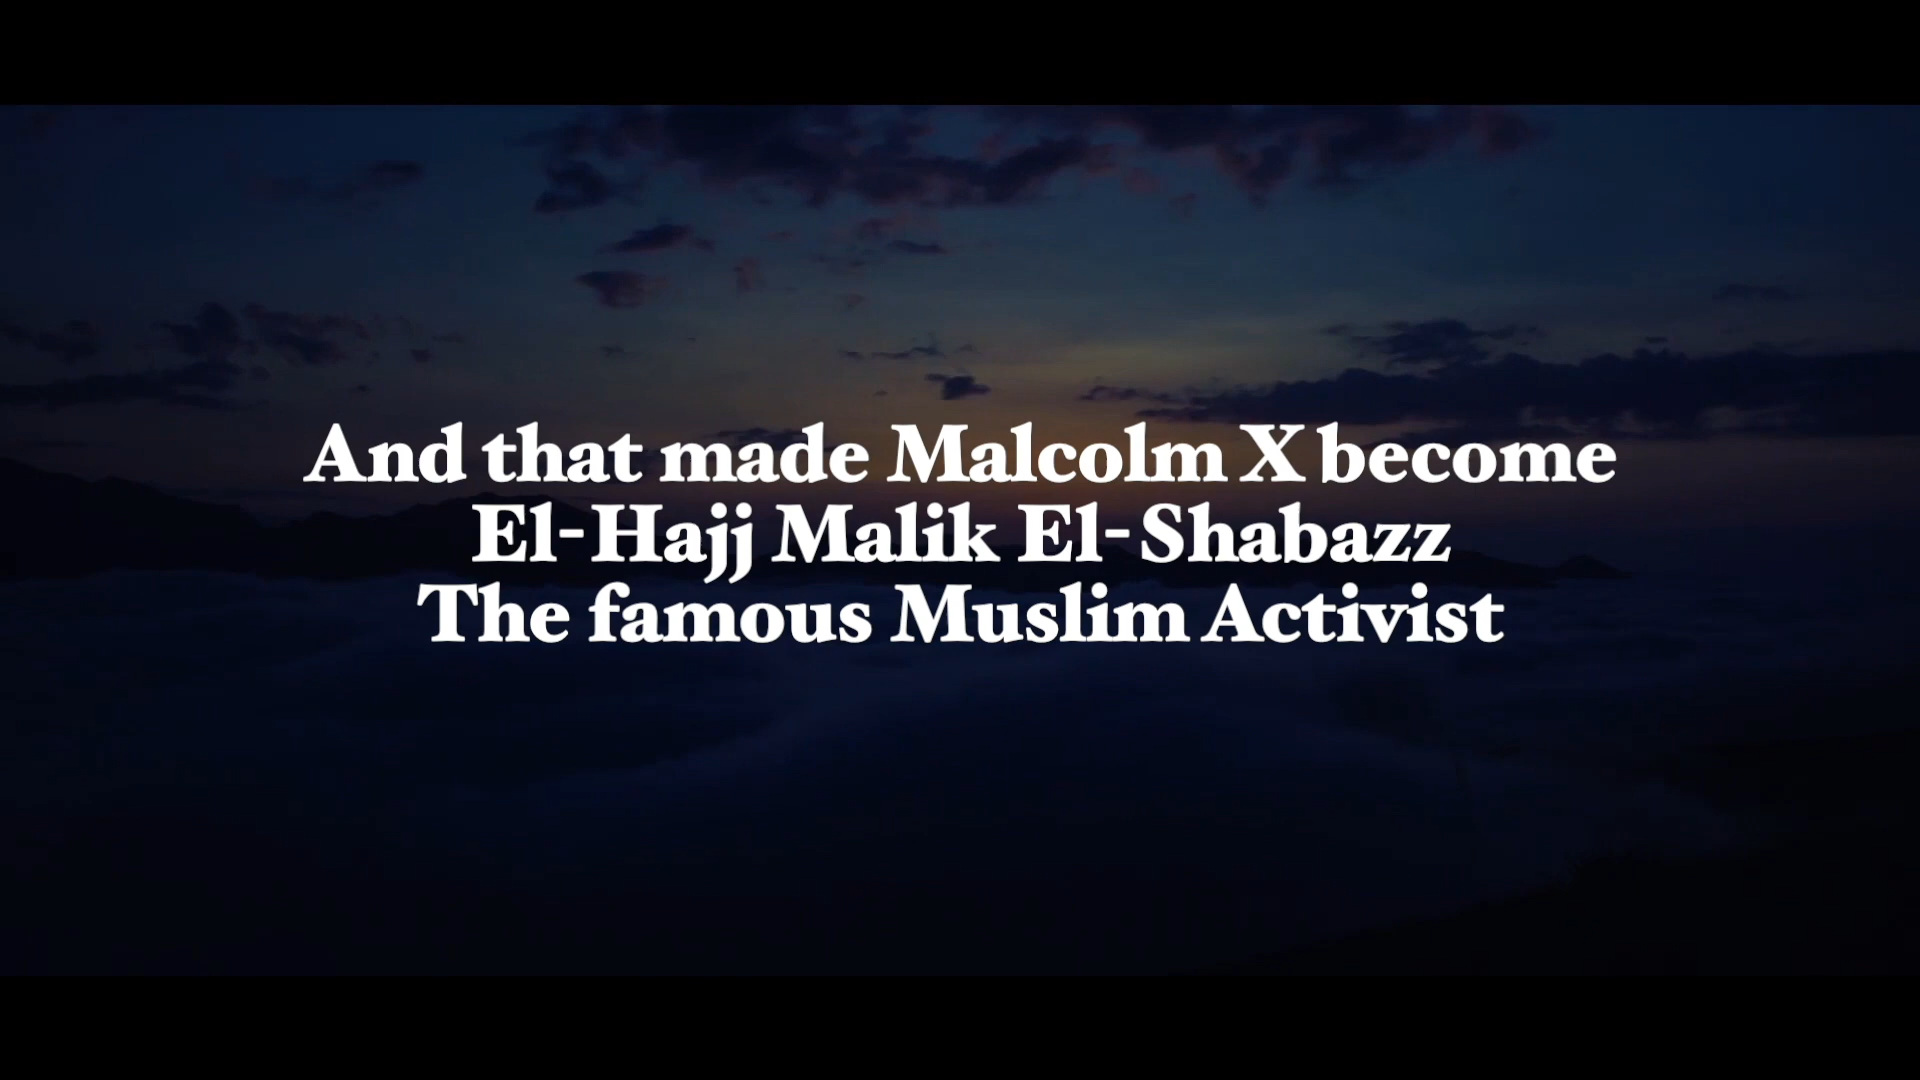 And that made Malcolm X become
El-Hajj Malik El-Shabazz
The famous Muslim Activist